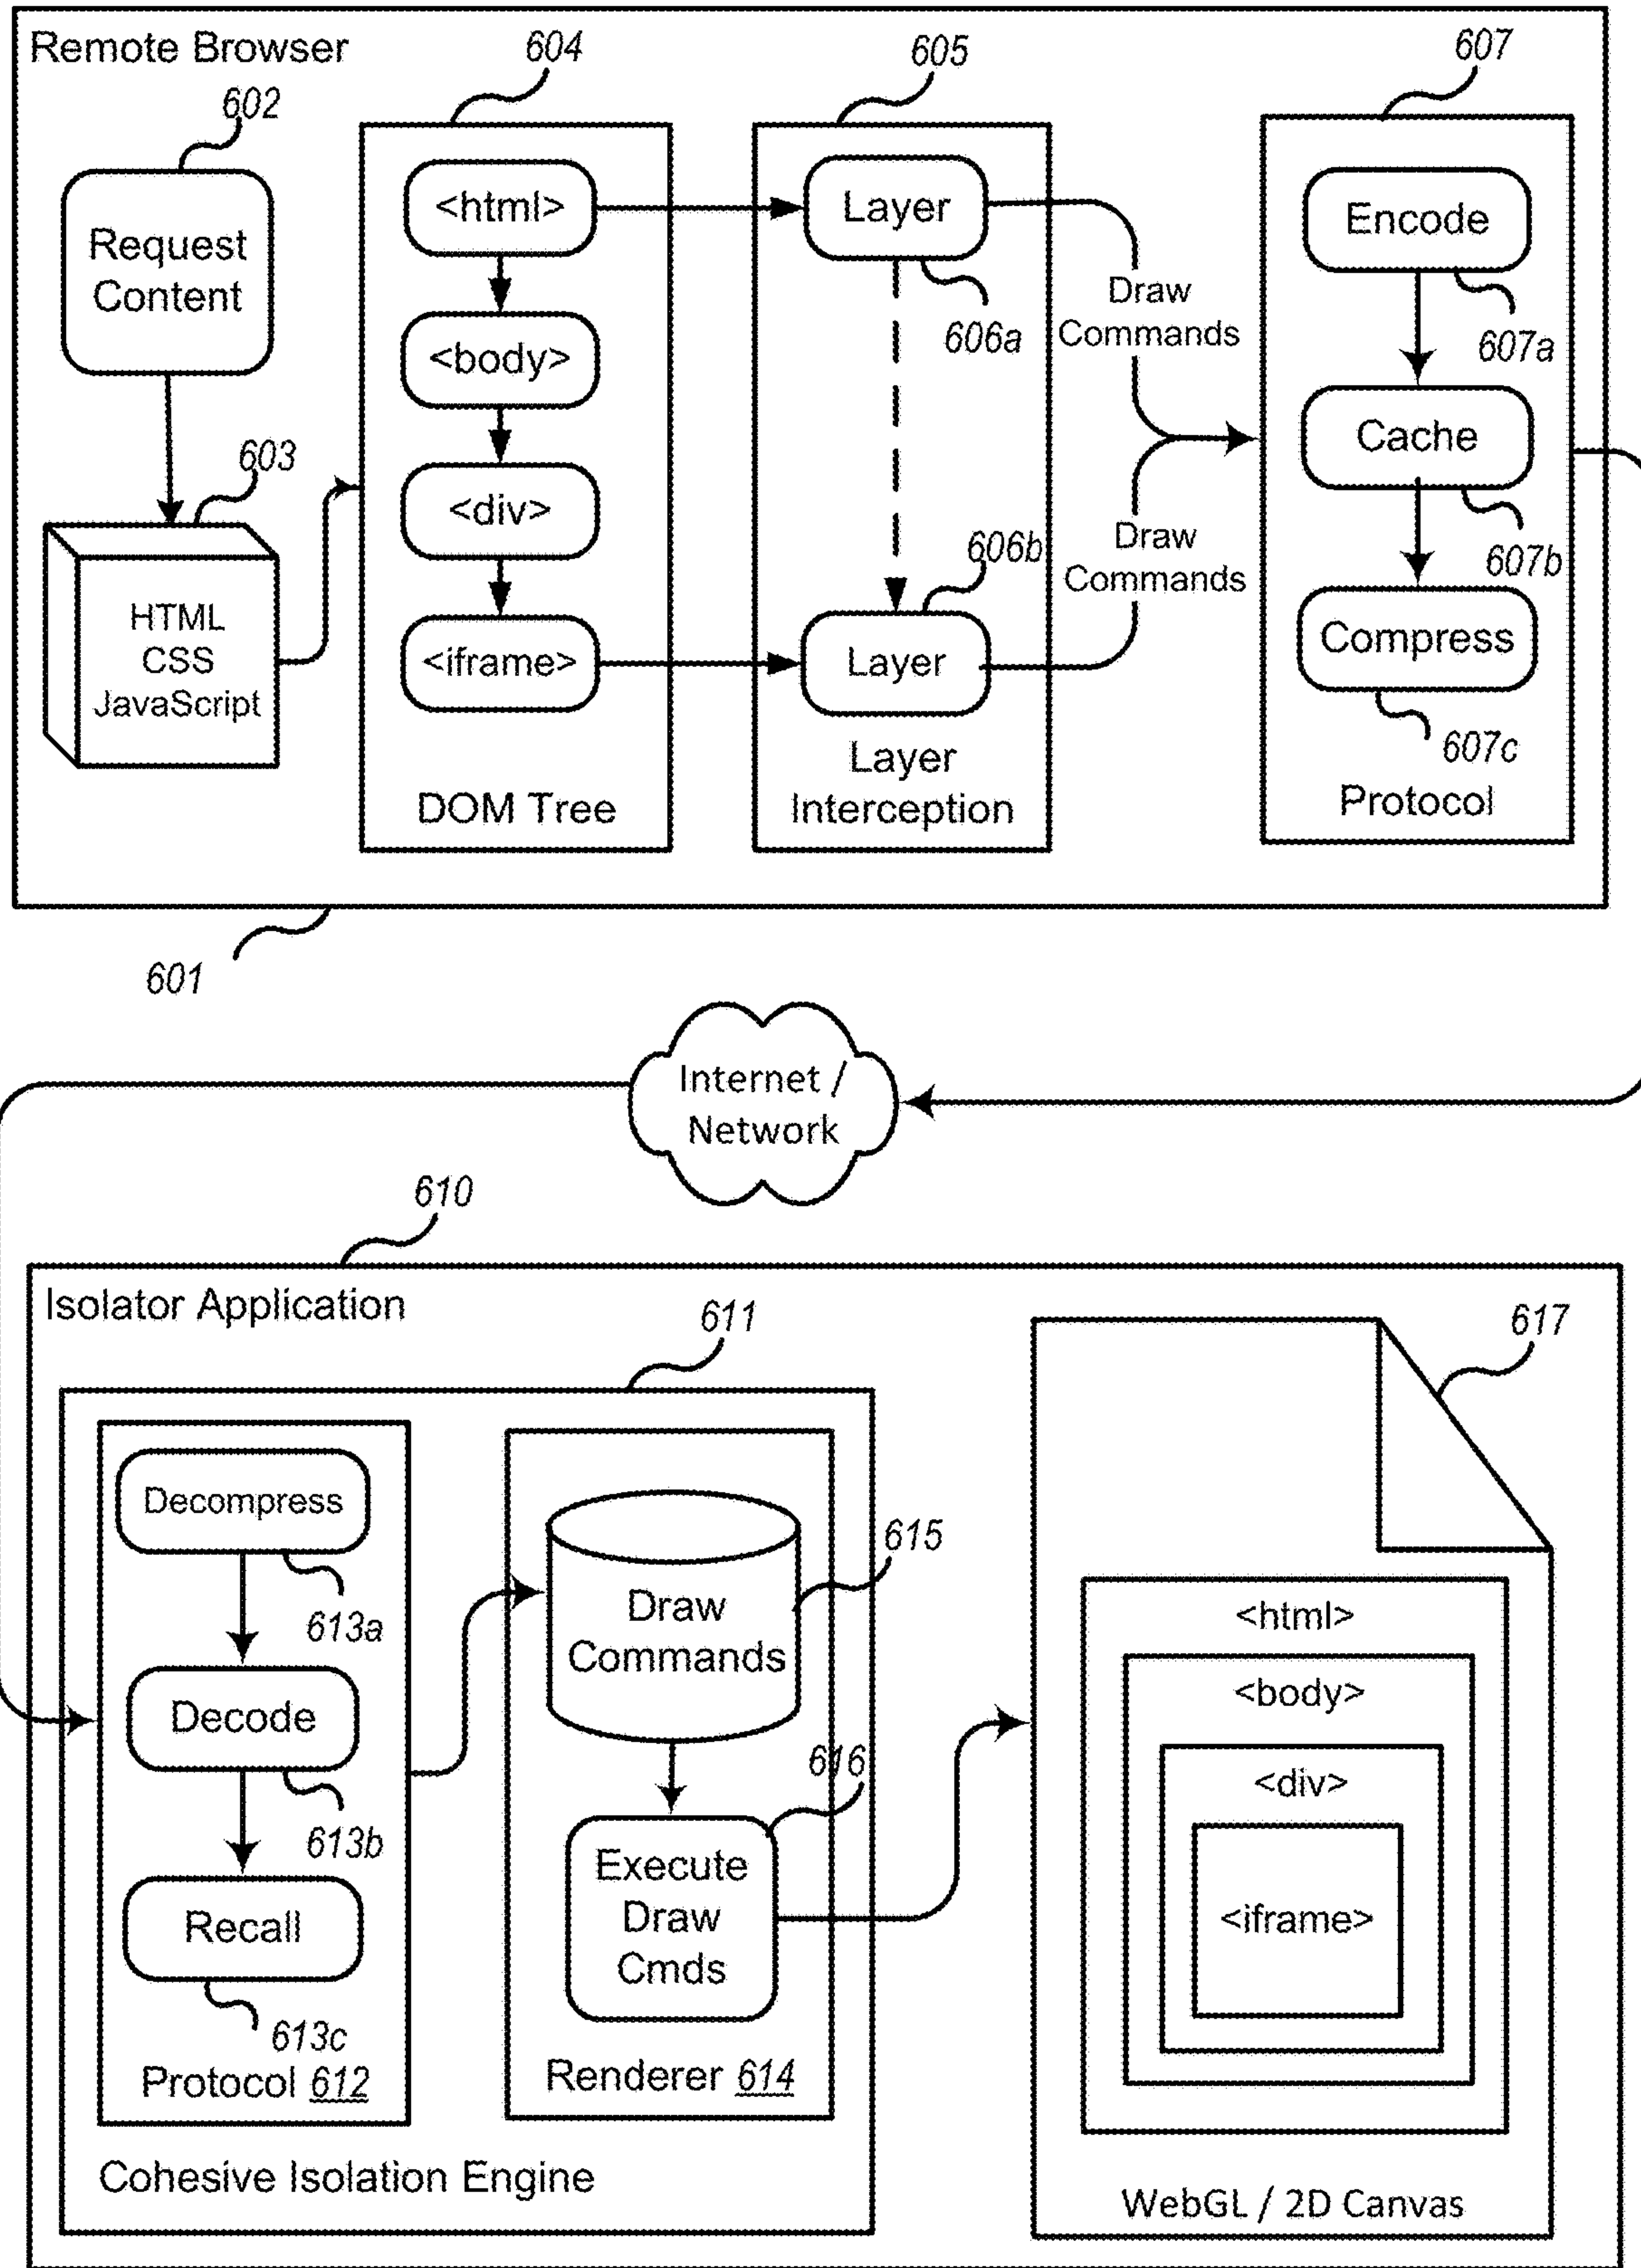 Remote Browser
602
604
605
607
Request
Content
603
HTML
CSS
JavaScript
<html>
<body>
<div>
<iframe>
DOM Tree
Layer
606a
606b
Layer
Layer
Interception
Draw
Commands
Draw
Commands
Encode
607a
Cache
607b
Compress
607c
Protocol
601
Internet /
Network
610
Isolator Application
611
617
Decompress
613a
Decode
613b
Recall
613c
Protocol 612
615
Draw
Commands
616
Execute
Draw
Cmds
Renderer 614
Cohesive Isolation Engine
<html>
<body>
<div>
<iframe>
WebGL / 2D Canvas